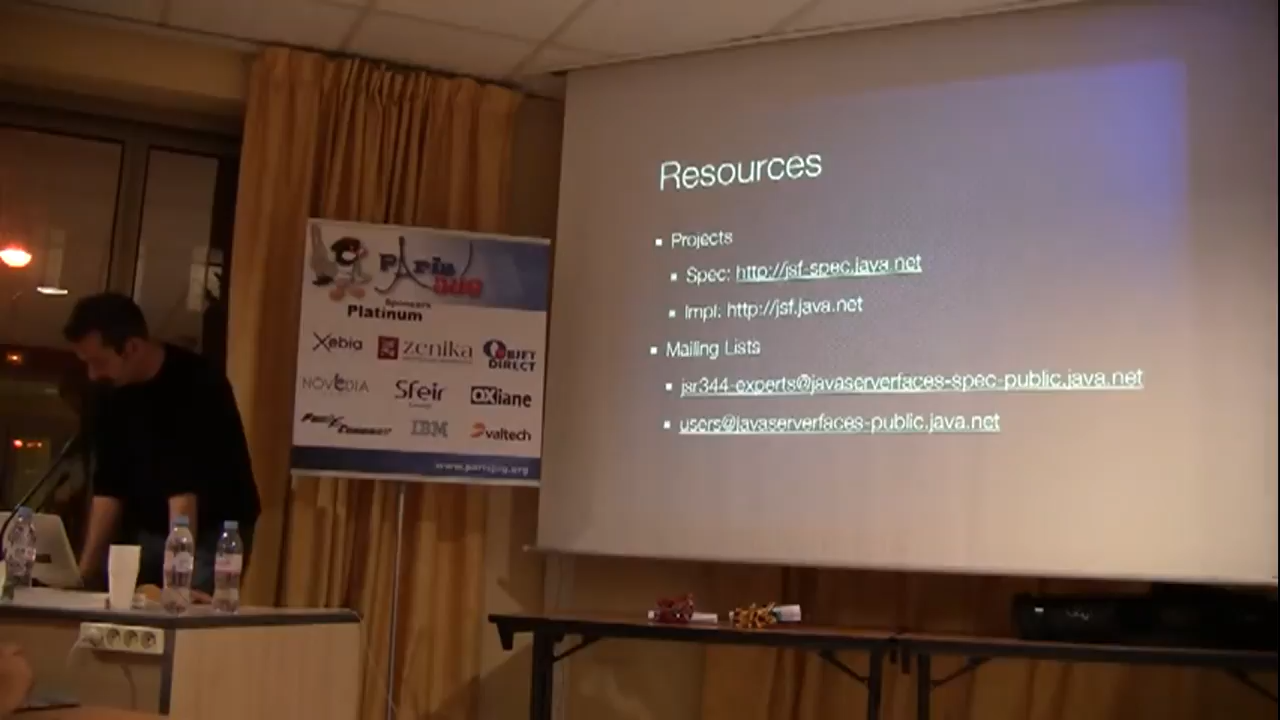 Resources
Projects
Spec: http://jsf-spec.java.net
Impl: http://jsf.java.net
Mailing Lists
jsr344-experts@javaserverfaces-spec-public.java.net
users@javaserverfaces-public.java.net
Paris
JUG
Sponsors
Platinum
Xebia zenika OBJET DIRECT
NOVEDIA Sfeir OXiane
IBM valtech
www.parisjug.org